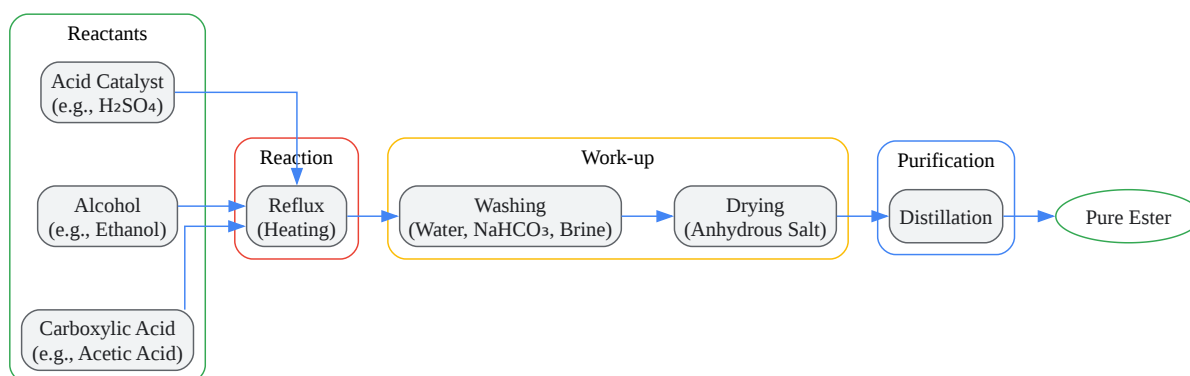 Reactants
Acid Catalyst
(e.g., H₂SO₄)
Alcohol
(e.g., Ethanol)
Carboxylic Acid
(e.g., Acetic Acid)
Reaction
Reflux
(Heating)
Work-up
Washing
(Water, NaHCO₃, Brine)
Drying
(Anhydrous Salt)
Purification
Distillation
Pure Ester